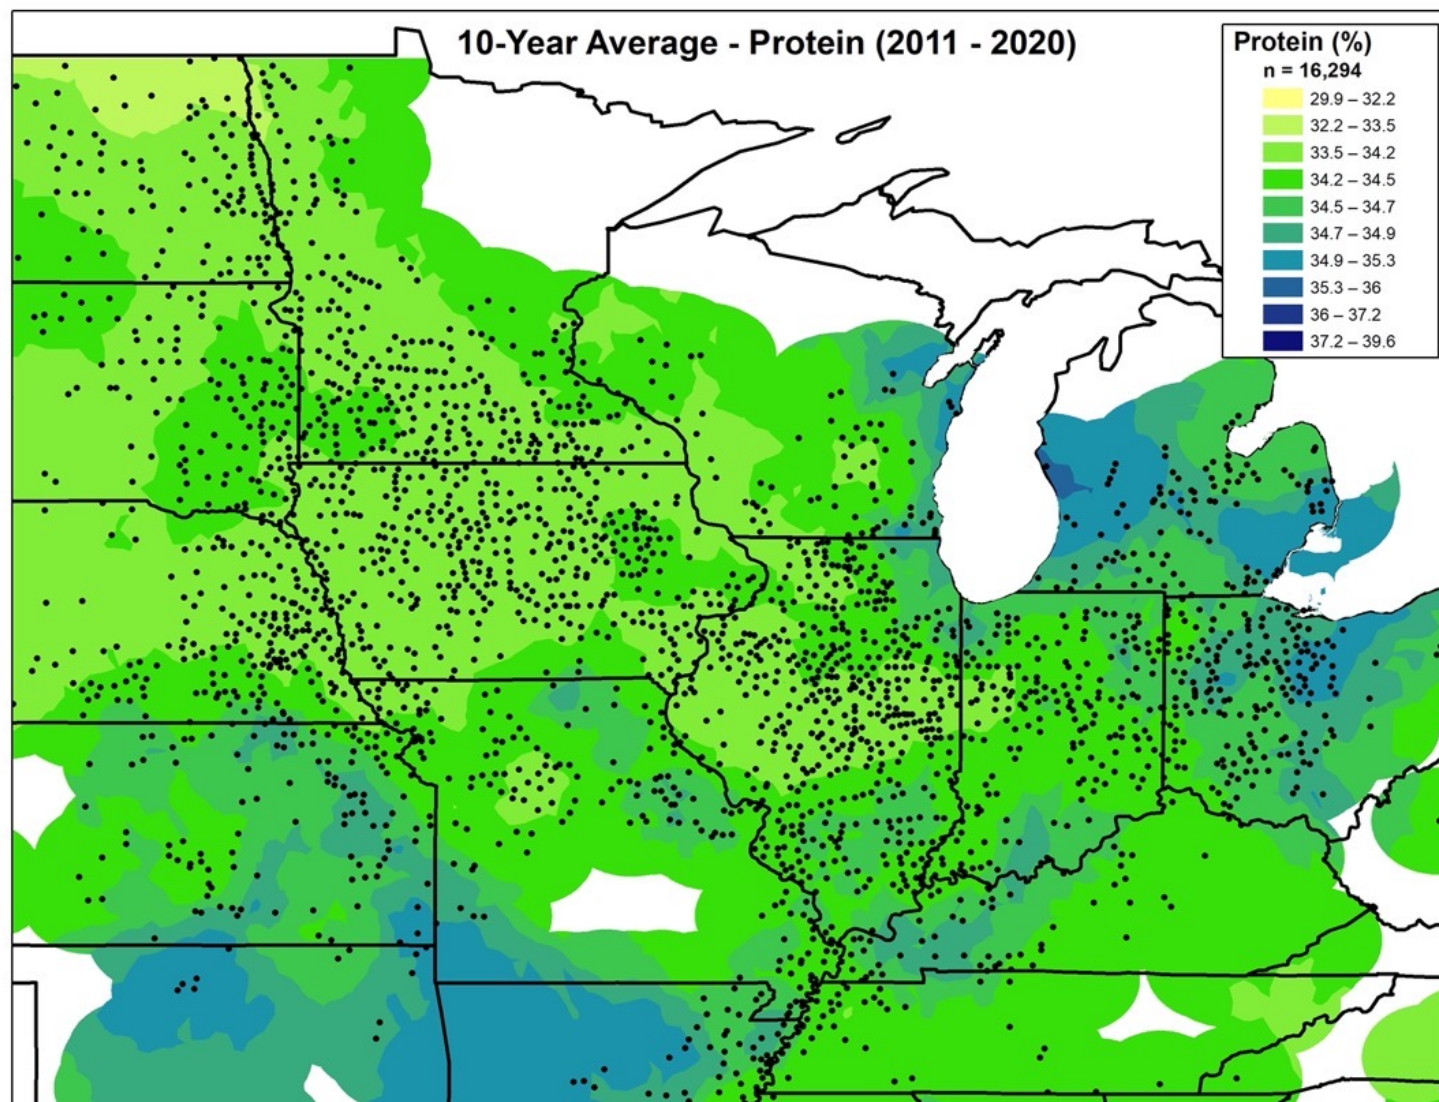 10-Year Average - Protein (2011 - 2020)
Protein (%)
n = 16,294
29.9 – 32.2
32.2 – 33.5
33.5 – 34.2
34.2 – 34.5
34.5 – 34.7
34.7 – 34.9
34.9 – 35.3
35.3 – 36
36 – 37.2
37.2 – 39.6